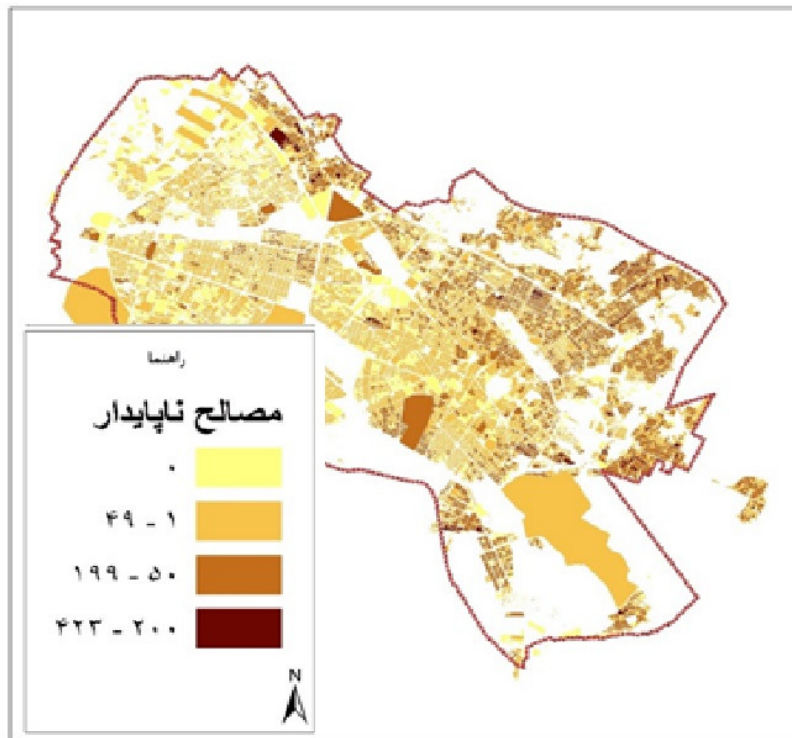 راهنما
مصالح ناپایدار
۰
۱ - ۴۹
۵۰ - ۱۹۹
۲۰۰ - ۴۲۳
N